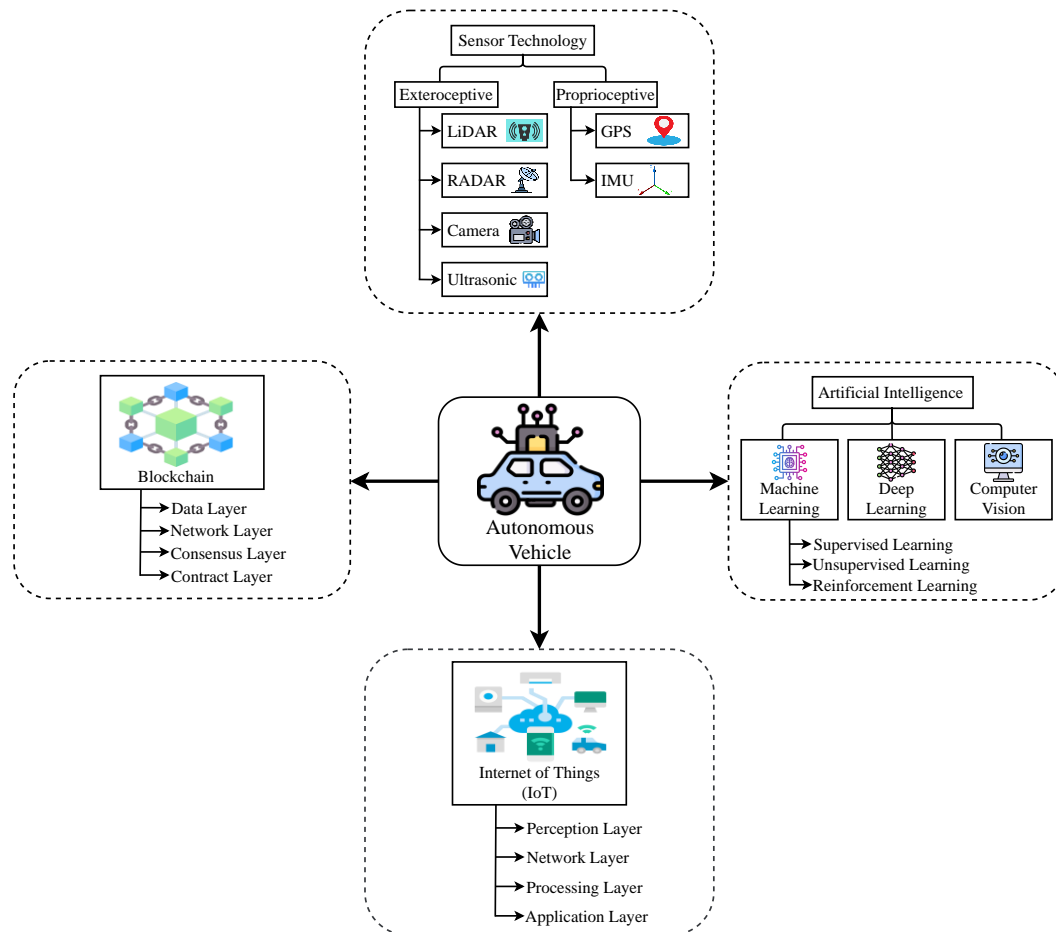 Sensor Technology
Exteroceptive
Proprioceptive
LiDAR
GPS
RADAR
IMU
Camera
Ultrasonic
Blockchain
Data Layer
Network Layer
Consensus Layer
Contract Layer
Autonomous
Vehicle
Artificial Intelligence
Machine
Learning
Deep
Learning
Computer
Vision
Supervised Learning
Unsupervised Learning
Reinforcement Learning
Internet of Things
(IoT)
Perception Layer
Network Layer
Processing Layer
Application Layer